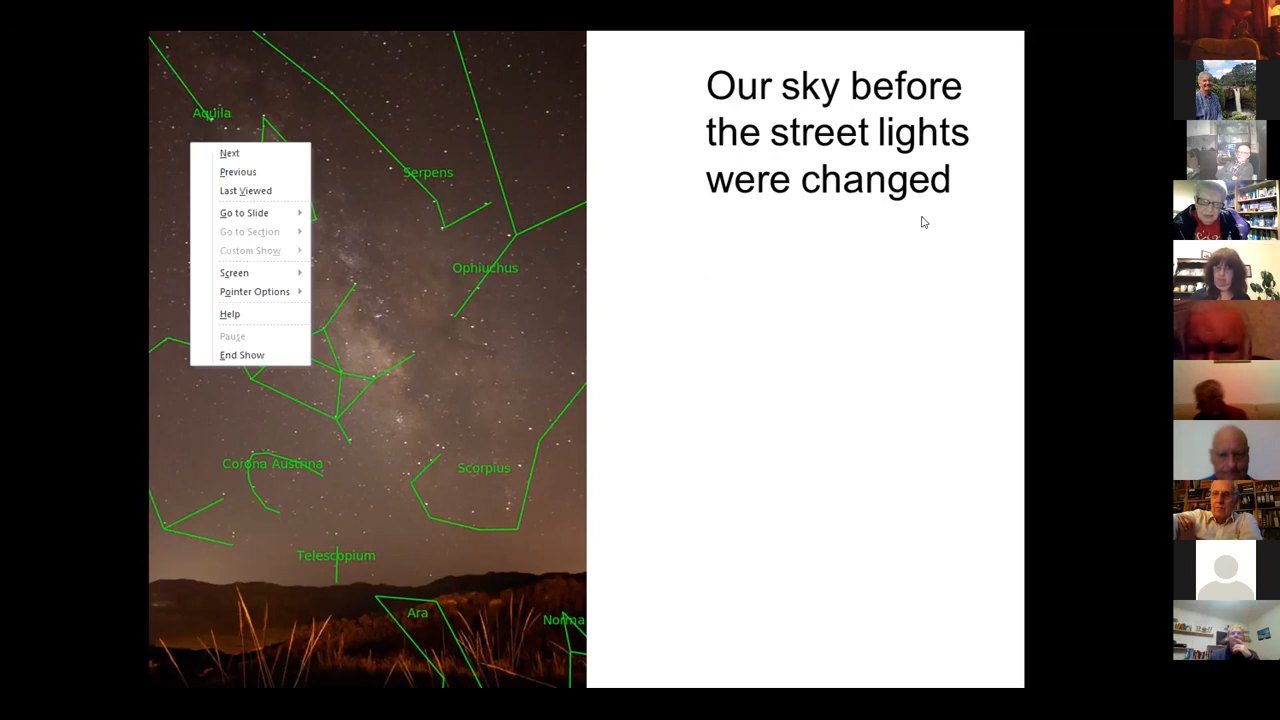 Our sky before
the street lights
were changed
Aquila
Serpens
Ophiuchus
Corona Austrina
Scorpius
Telescopium
Ara
Norma
Next
Previous
Last Viewed
Go to Slide
Go to Section
Custom Show
Screen
Pointer Options
Help
Pause
End Show